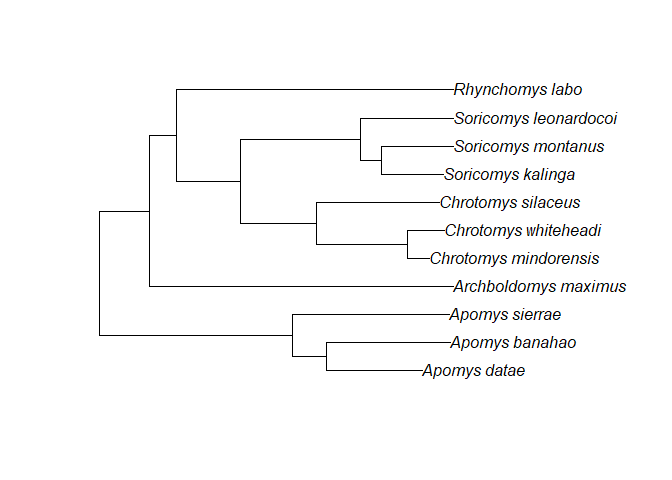 Rhynchomys labo
Soricomys leonardocoi
Soricomys montanus
Soricomys kalinga
Chrotomys silaceus
Chrotomys whiteheadi
Chrotomys mindorensis
Archboldomys maximus
Apomys sierrae
Apomys banahao
Apomys datae